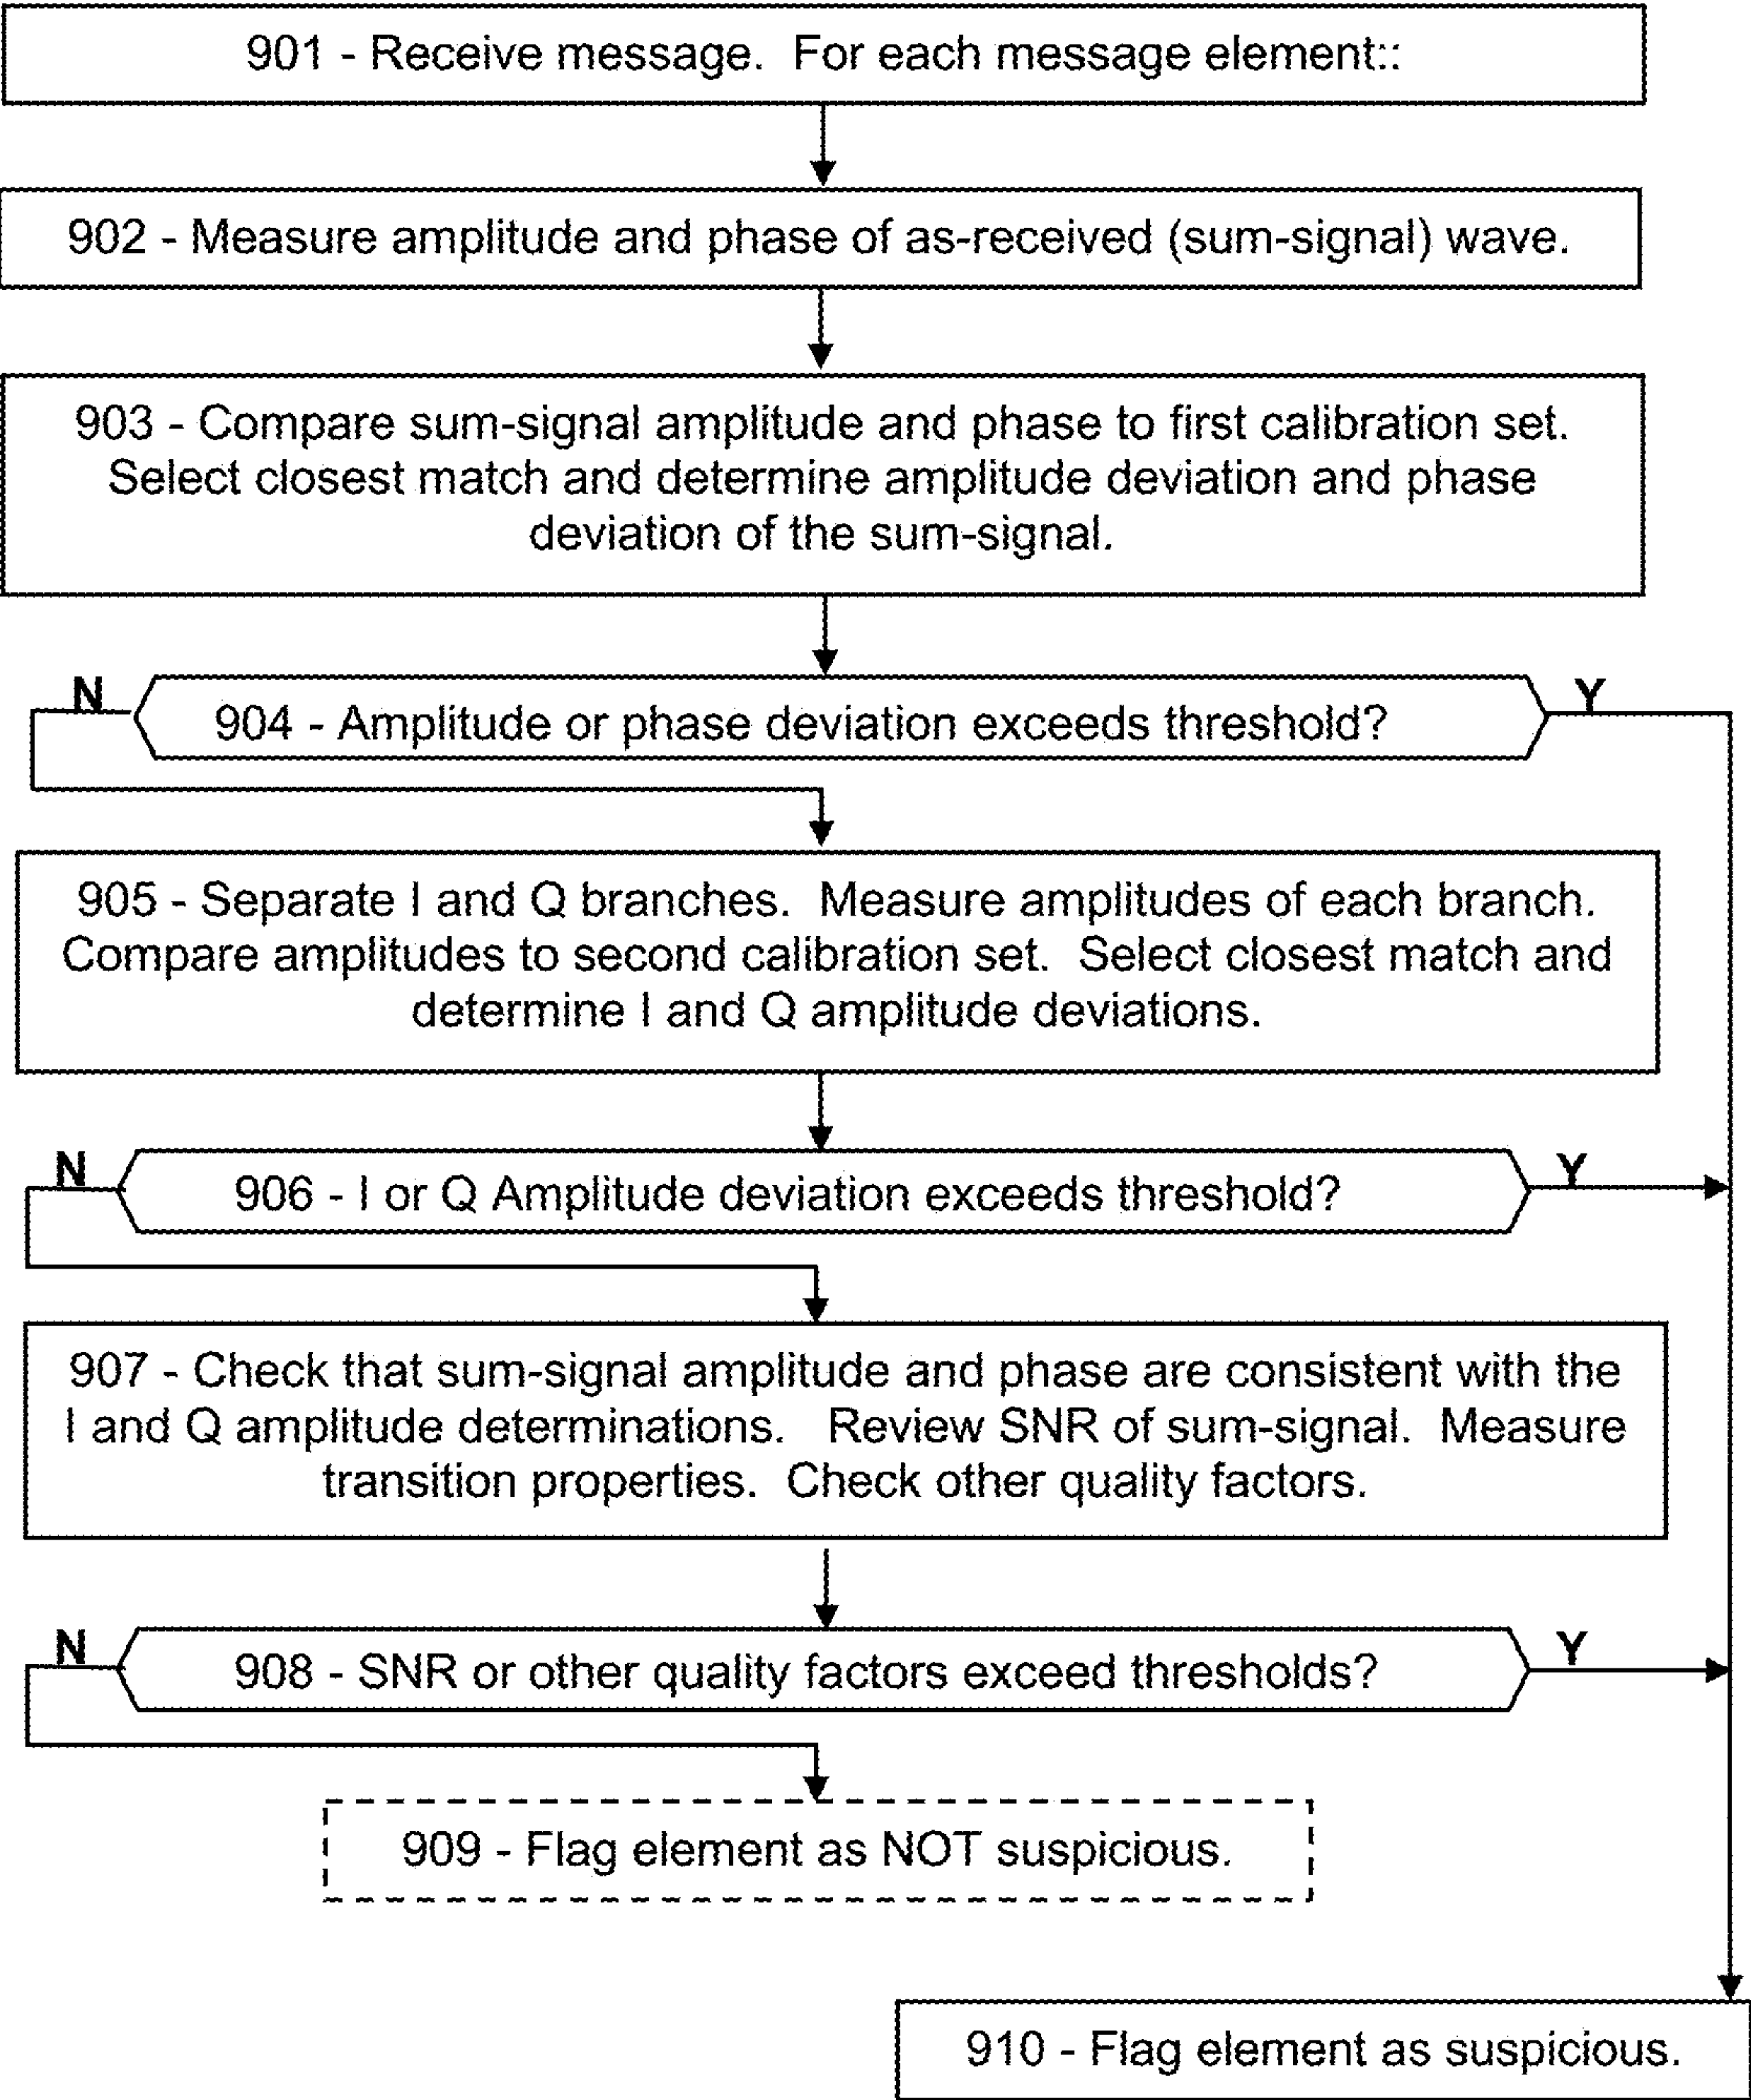 901 - Receive message.  For each message element::
902 - Measure amplitude and phase of as-received (sum-signal) wave.
903 - Compare sum-signal amplitude and phase to first calibration set.
Select closest match and determine amplitude deviation and phase
deviation of the sum-signal.
N
Y
904 - Amplitude or phase deviation exceeds threshold?
905 - Separate I and Q branches.  Measure amplitudes of each branch.
Compare amplitudes to second calibration set.  Select closest match and
determine I and Q amplitude deviations.
N
Y
906 - I or Q Amplitude deviation exceeds threshold?
907 - Check that sum-signal amplitude and phase are consistent with the
I and Q amplitude determinations.   Review SNR of sum-signal.  Measure
transition properties.  Check other quality factors.
N
Y
908 - SNR or other quality factors exceed thresholds?
909 - Flag element as NOT suspicious.
910 - Flag element as suspicious.